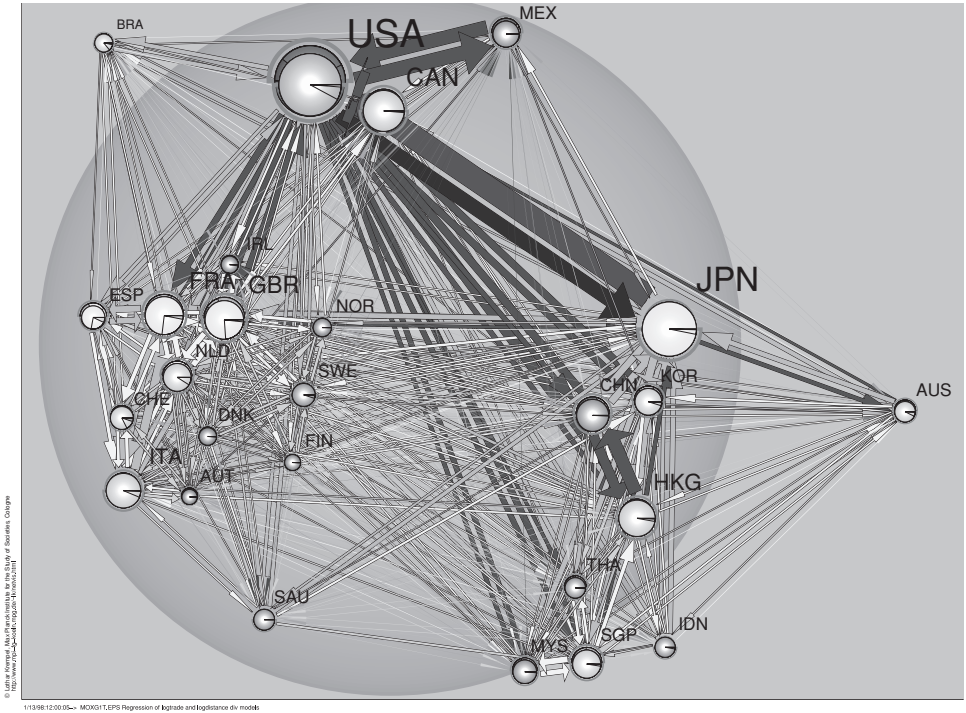 MEX
BRA
USA
CAN
IRL
FRA
GBR
JPN
ESP
NOR
NLD
SWE
CHN
KOR
AUS
CHE
DNK
FIN
ITA
AUT
HKG
THA
SAU
IDN
SGP
MYS
© Lothar Krempel, Max Planck Institute for the Study of Societies, Cologne
1/13/98:12:00:05--> MOXG1T.EPS Regression of logtrade and logdistance div models